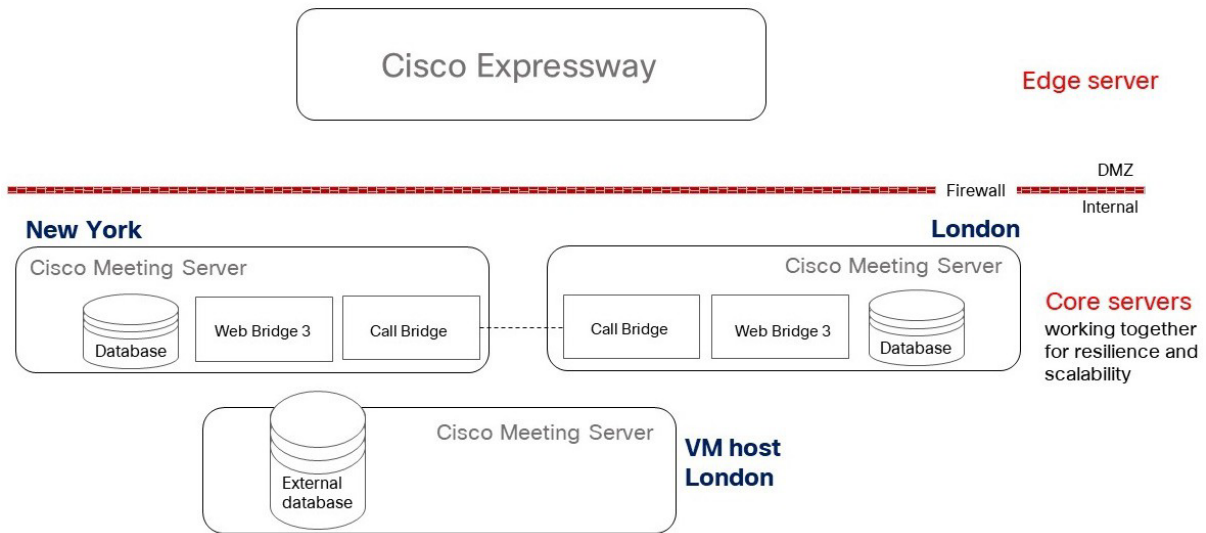 Cisco Expressway
Edge server
DMZ
Firewall
Internal
New York
London
Cisco Meeting Server
Cisco Meeting Server
Database
Web Bridge 3
Call Bridge
Call Bridge
Web Bridge 3
Database
Core servers
working together
for resilience and
scalability
Cisco Meeting Server
External
database
VM host
London